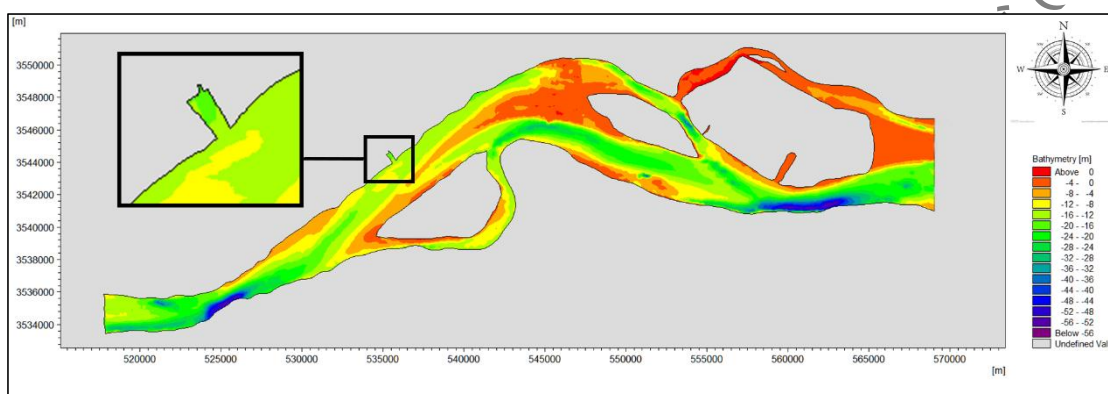 [m]
3550000
3548000
3546000
3544000
3542000
3540000
3538000
3536000
3534000
520000 525000 530000 535000 540000 545000 550000 555000 560000 565000 570000
[m]
N
W E
S
Bathymetry [m]
Above 0
-4 - 0
-8 - -4
-12 - -8
-16 - -12
-20 - -16
-24 - -20
-28 - -24
-32 - -28
-36 - -32
-40 - -36
-44 - -40
-48 - -44
-52 - -48
-56 - -52
Below -56
Undefined Val